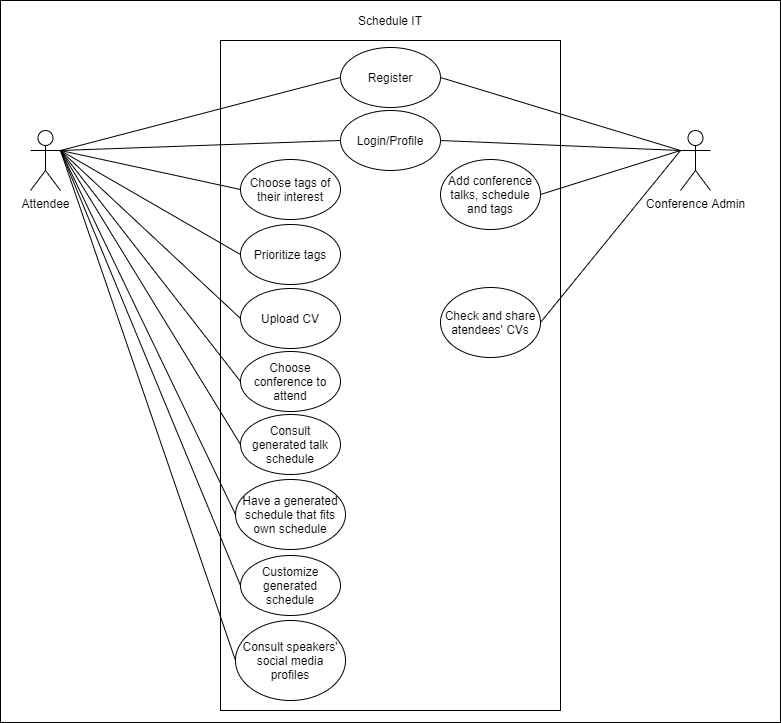 Schedule IT
Register
Login/Profile
Attendee
Conference Admin
Choose tags of
their interest
Add conference
talks, schedule
and tags
Prioritize tags
Upload CV
Check and share
atendees' CVs
Choose
conference to
attend
Consult
generated talk
schedule
Have a generated
schedule that fits
own schedule
Customize
generated
schedule
Consult speakers'
social media
profiles